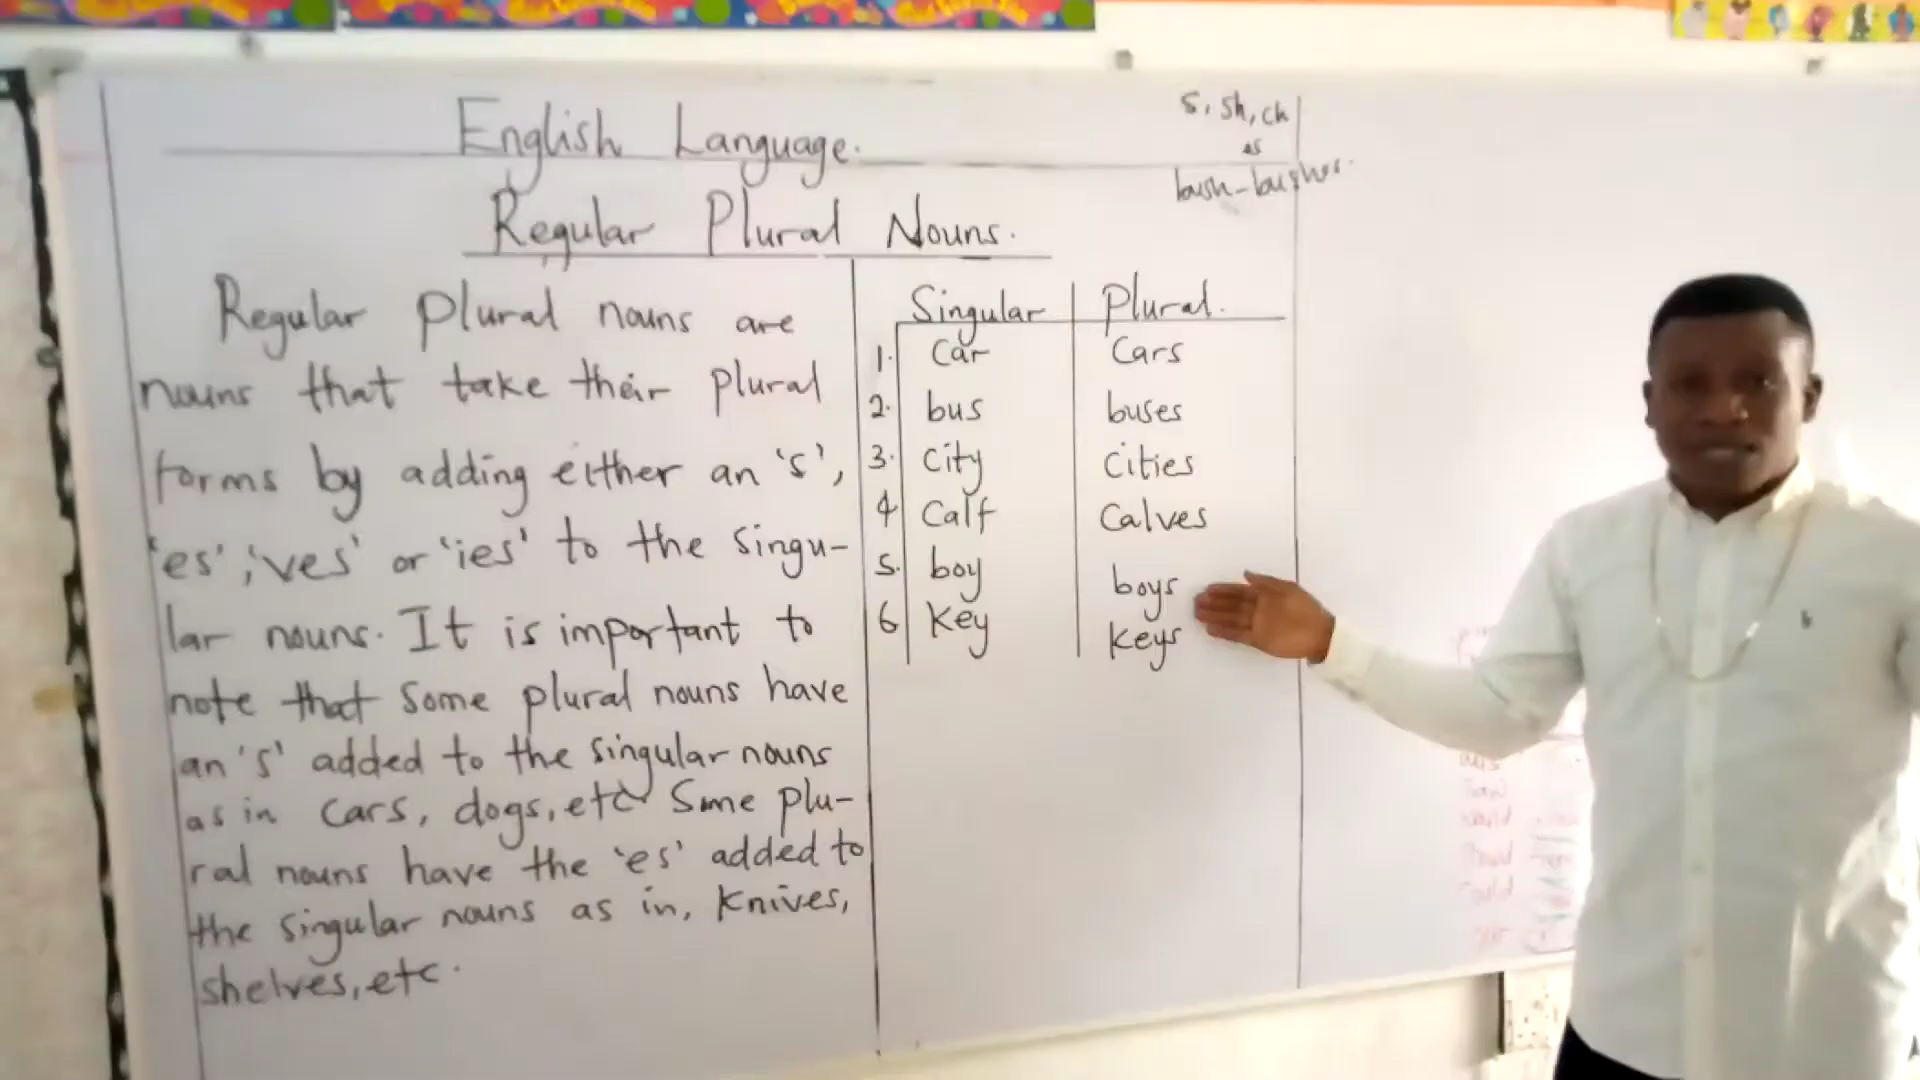 English Language.
s, sh, ch
es
bush-bushes.
Regular Plural Nouns.
Regular plural nouns are
nouns that take their plural
forms by adding either an 's',
'es', 'ves' or 'ies' to the singu-
lar nouns. It is important to
note that some plural nouns have
an 's' added to the singular nouns
as in cars, dogs, etc. Some plu-
ral nouns have the 'es' added to
the singular nouns as in, knives,
shelves, etc.
Singular Plural.
1. Car Cars
2. bus buses
3. City Cities
4 Calf Calves
5. boy boys
6 Key Keys